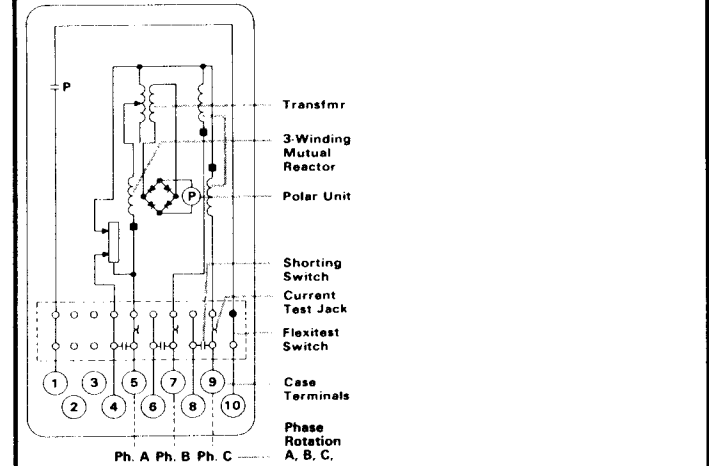 P
Transfmr
3-Winding
Mutual
Reactor
P
Polar Unit
Shorting
Switch
Current
Test Jack
Flexitest
Switch
1 3 5 7 9
Case
Terminals
2 4 6 8 10
Phase
Rotation
Ph. A Ph. B Ph. C
A, B, C,